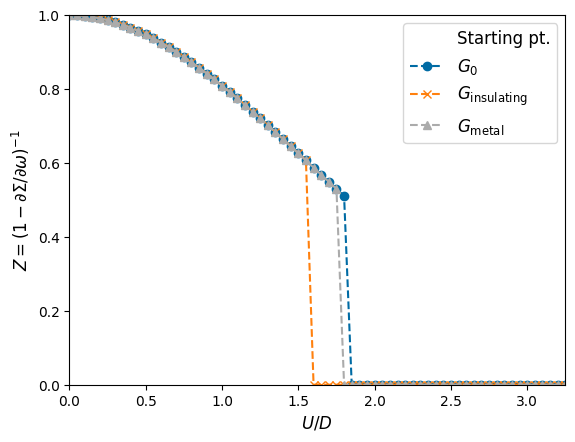 1.0
0.8
0.6
0.4
0.2
0.0
0.0 0.5 1.0 1.5 2.0 2.5 3.0
Z = (1 − ∂Σ/∂ω)⁻¹
U/D
Starting pt.
G₀
G_insulating
G_metal